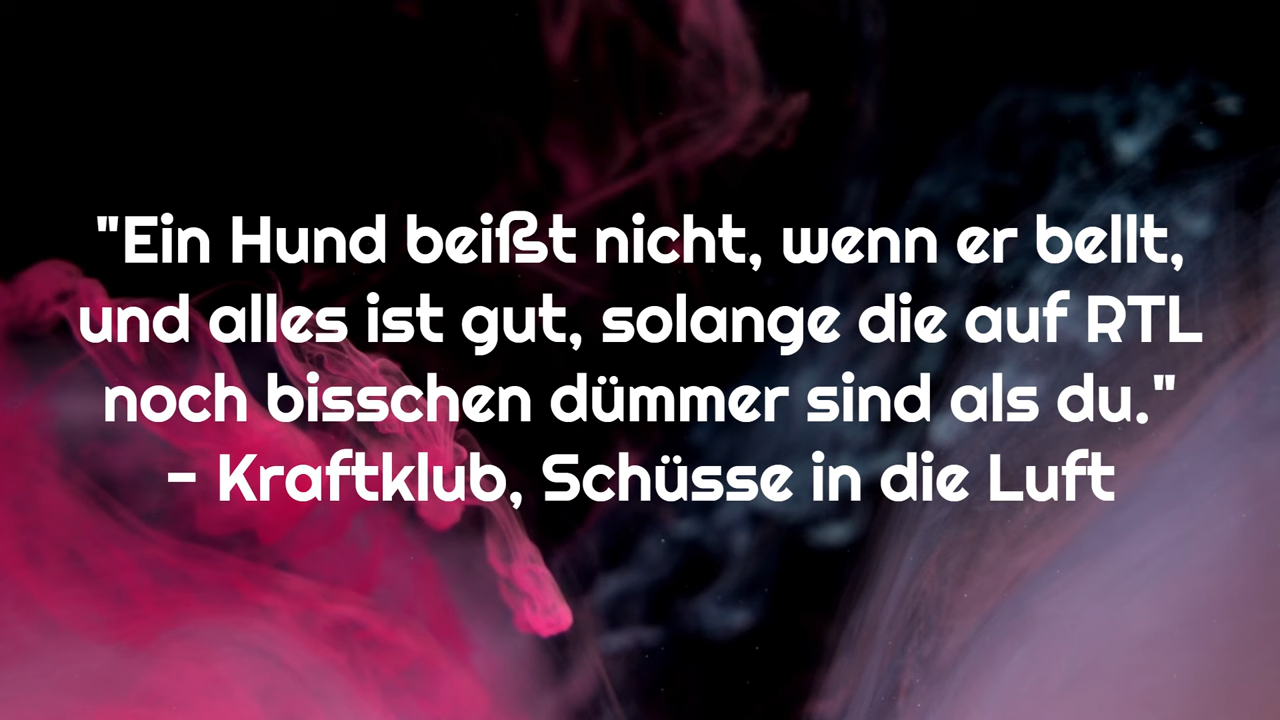 "Ein Hund beißt nicht, wenn er bellt,
und alles ist gut, solange die auf RTL
noch bisschen dümmer sind als du."
- Kraftklub, Schüsse in die Luft